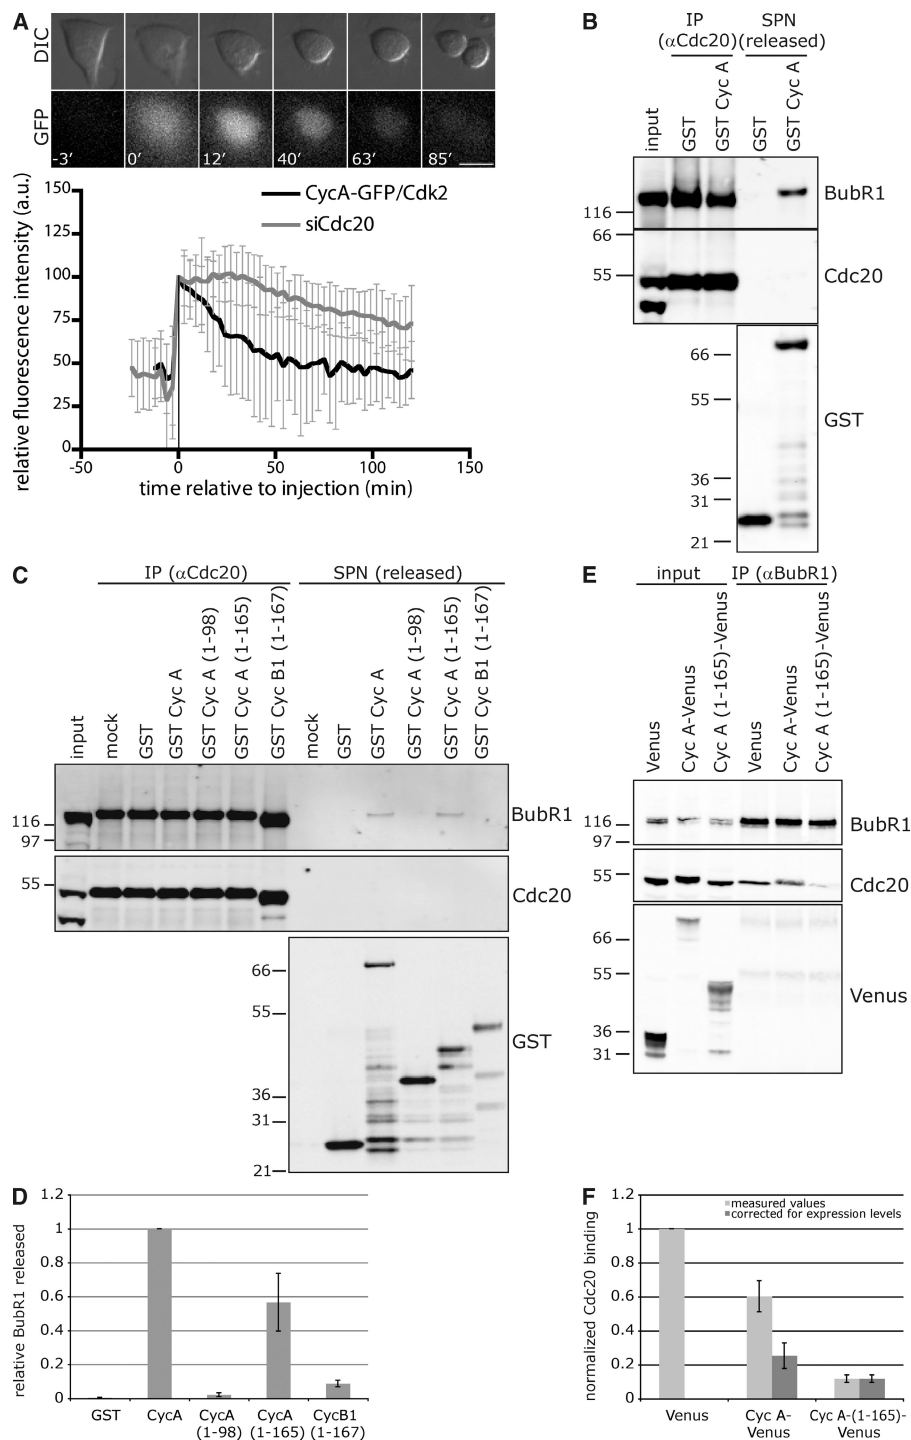 A
DIC
GFP
-3′ 0′ 12′ 40′ 63′ 85′
CycA-GFP/Cdk2
siCdc20
relative fluorescence intensity (a.u.)
150
125
100
75
50
25
0
-50 0 50 100 150
time relative to injection (min)
B
IP
(αCdc20)
SPN
(released)
input
GST
GST Cyc A
GST
GST Cyc A
116
BubR1
66
55
Cdc20
66
55
36
31
21
GST
C
IP (αCdc20)
SPN (released)
input
mock
GST
GST Cyc A
GST Cyc A (1-98)
GST Cyc A (1-165)
GST Cyc B1 (1-167)
mock
GST
GST Cyc A
GST Cyc A (1-98)
GST Cyc A (1-165)
GST Cyc B1 (1-167)
116
97
BubR1
55
Cdc20
66
55
36
31
21
GST
E
input
IP (αBubR1)
Venus
Cyc A-Venus
Cyc A (1-165)-Venus
Venus
Cyc A-Venus
Cyc A (1-165)-Venus
116
97
BubR1
55
Cdc20
66
55
36
31
Venus
D
relative BubR1 released
1.2
1
0.8
0.6
0.4
0.2
0
GST CycA CycA CycA CycB1
(1-98) (1-165) (1-167)
F
normalized Cdc20 binding
measured values
corrected for expression levels
1.2
1
0.8
0.6
0.4
0.2
0
Venus Cyc A- Cyc A-(1-165)-
Venus Venus